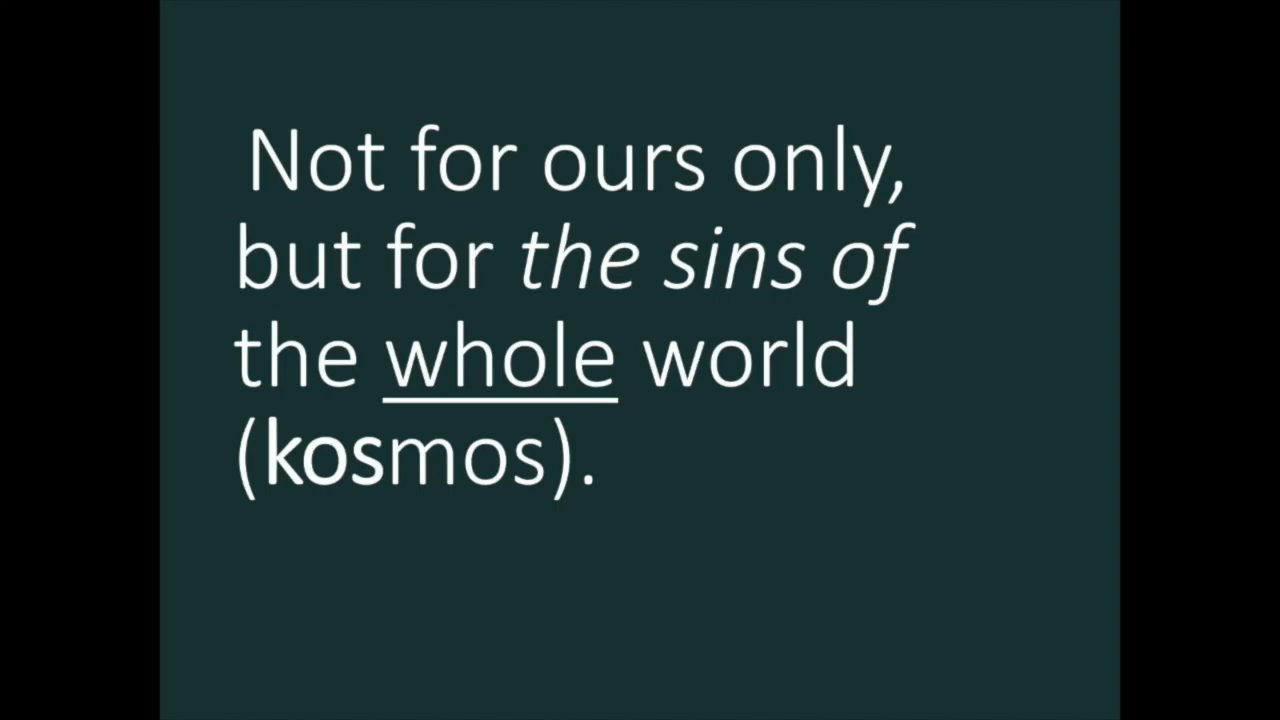 Not for ours only,
but for the sins of
the whole world
(kosmos).